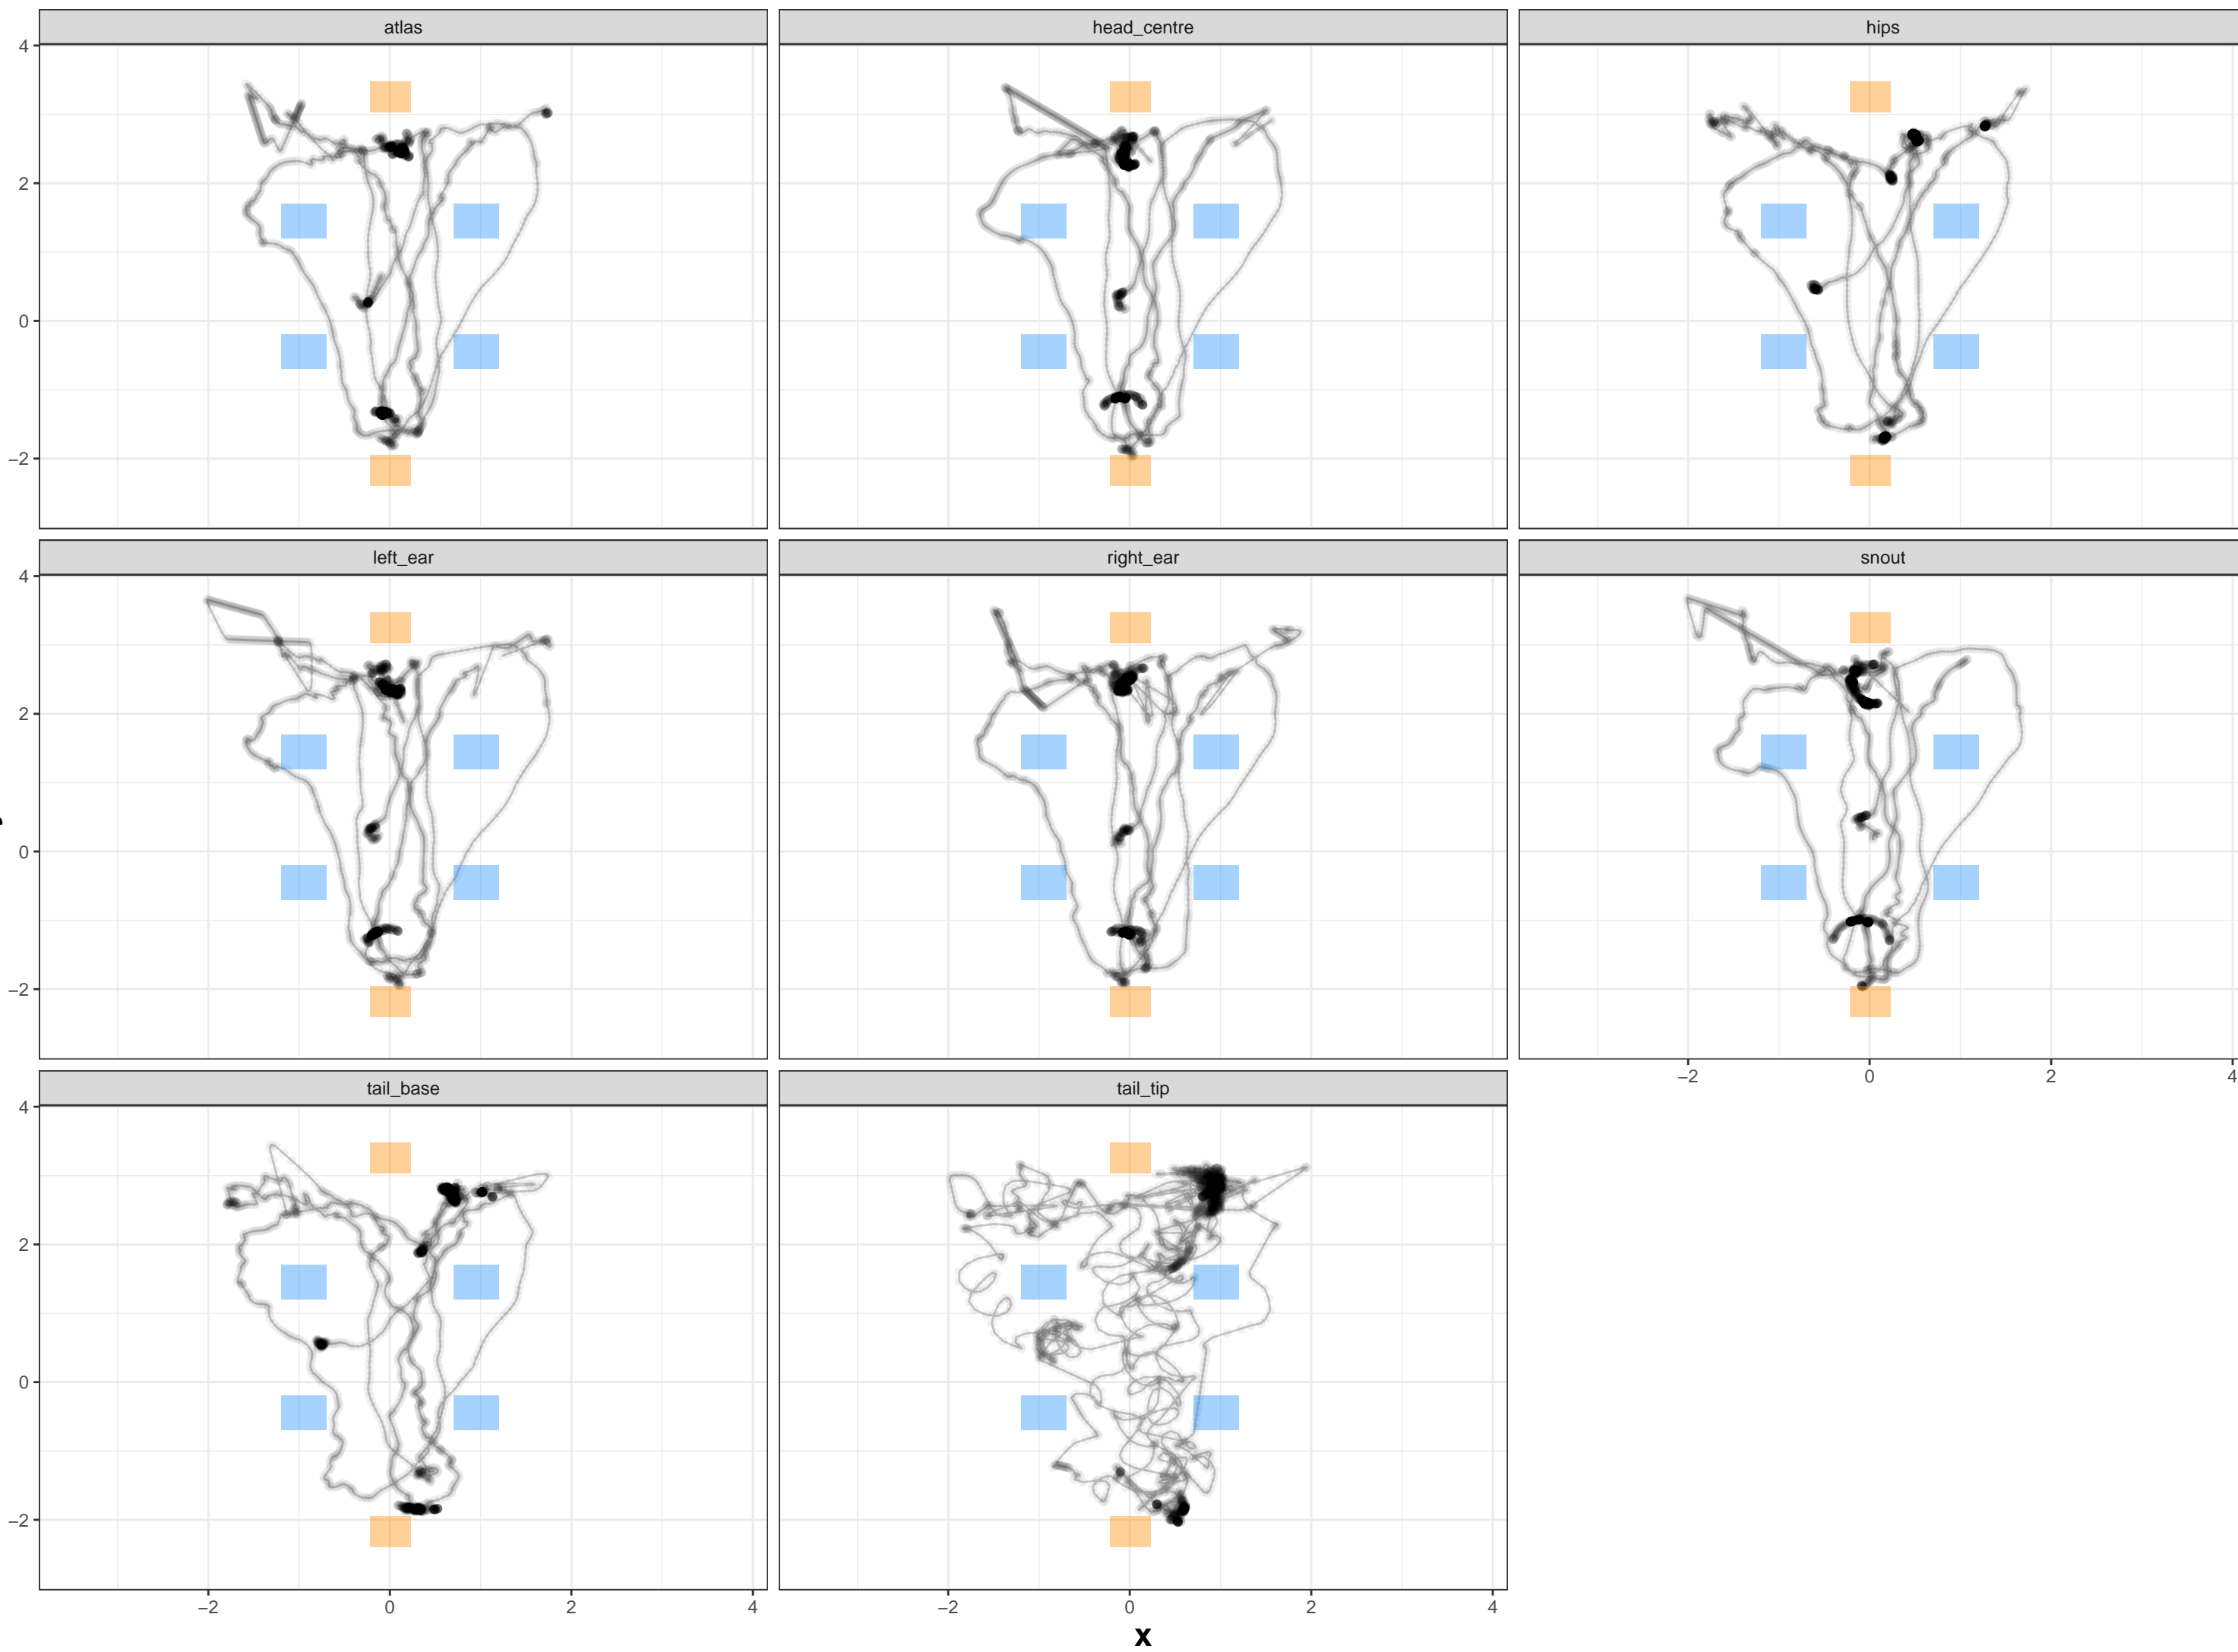 atlas head_centre hips
4
2
0
−2
left_ear right_ear snout
4
2
0
−2
−2 0 2 4
tail_base tail_tip
4
2
0
−2
−2 0 2 4 −2 0 2 4
x